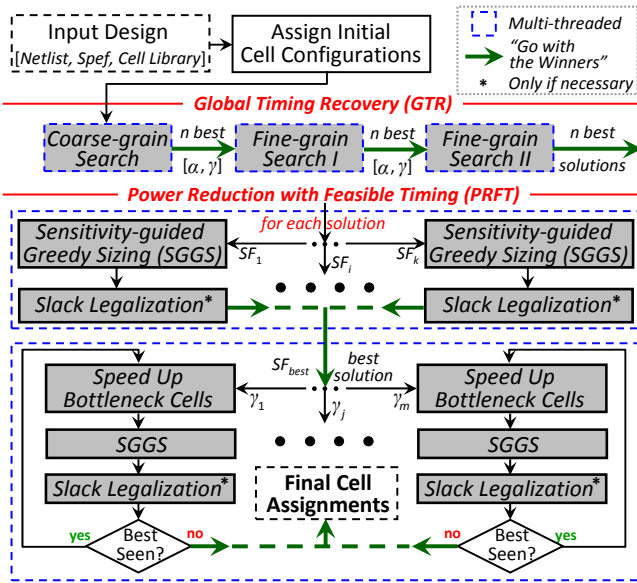 Input Design
[Netlist, Spef, Cell Library]
Assign Initial
Cell Configurations
Multi-threaded
“Go with
the Winners”
* Only if necessary
Global Timing Recovery (GTR)
Coarse-grain
Search
n best
[α, γ]
Fine-grain
Search I
n best
[α, γ]
Fine-grain
Search II
n best
solutions
Power Reduction with Feasible Timing (PRFT)
for each solution
Sensitivity-guided
Greedy Sizing (SGGS)
SF1
SFi
SFk
Sensitivity-guided
Greedy Sizing (SGGS)
Slack Legalization*
Slack Legalization*
SFbest
best
solution
Speed Up
Bottleneck Cells
γ1
γj
γm
Speed Up
Bottleneck Cells
SGGS
SGGS
Slack Legalization*
Final Cell
Assignments
Slack Legalization*
yes
Best
Seen?
no
no
Best
Seen?
yes